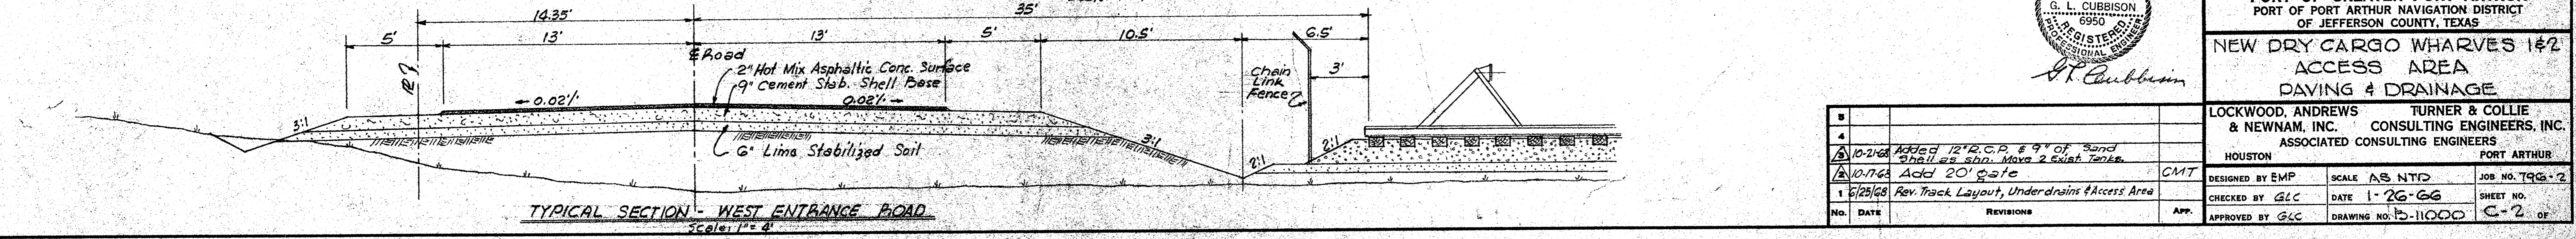 35'
14.35'
5'
13'
13'
5'
10.5'
6.5'
3'
℄ Road
2" Hot Mix Asphaltic Conc. Surface
9" Cement Stab. Shell Base
← 0.02%
0.02% →
3:1
6" Lime Stabilized Soil
3:1
Chain
Link
Fence
2:1
2:1
TYPICAL SECTION - WEST ENTRANCE ROAD
Scale: 1" = 4'
G. L. CUBBISON
6950
REGISTERED
PROFESSIONAL ENGINEER
G L Cubbison
PORT OF PORT ARTHUR NAVIGATION DISTRICT
OF JEFFERSON COUNTY, TEXAS
NEW DRY CARGO WHARVES 1&2
ACCESS AREA
PAVING & DRAINAGE
LOCKWOOD, ANDREWS & NEWNAM, INC.
TURNER & COLLIE CONSULTING ENGINEERS, INC.
ASSOCIATED CONSULTING ENGINEERS
HOUSTON PORT ARTHUR
DESIGNED BY EMP SCALE AS NTD JOB NO. 796-2
CHECKED BY GLC DATE 1-26-66 SHEET NO.
APPROVED BY GLC DRAWING NO. B-11000 C-2 OF
5
4
3 10-21-68 Added 12" R.C.P. & 9" of Sand
Shell as shn. Move 2 Exist. Tanks.
2 10-17-68 Add 20' gate CMT
1 6/25/68 Rev. Track Layout, Underdrains & Access Area
No. DATE REVISIONS APP.